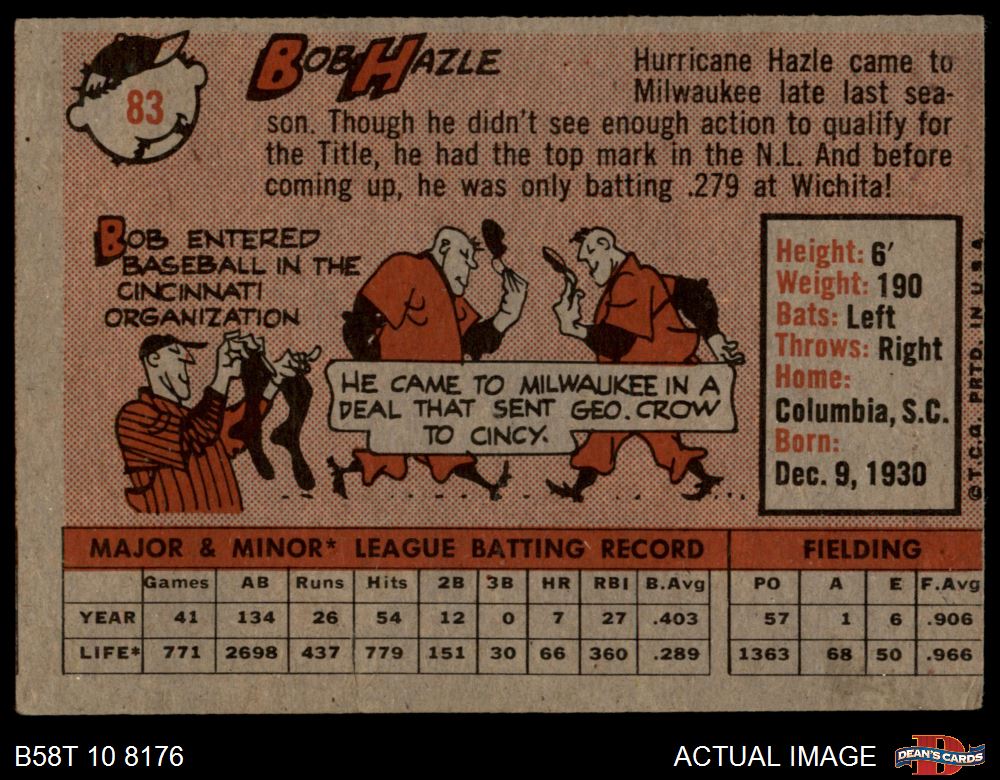 83
BOB HAZLE
Hurricane Hazle came to
Milwaukee late last sea-
son. Though he didn't see enough action to qualify for
the Title, he had the top mark in the N.L. And before
coming up, he was only batting .279 at Wichita!
BOB ENTERED
BASEBALL IN THE
CINCINNATI
ORGANIZATION
HE CAME TO MILWAUKEE IN A
DEAL THAT SENT GEO. CROW
TO CINCY.
Height: 6'
Weight: 190
Bats: Left
Throws: Right
Home:
Columbia, S.C.
Born:
Dec. 9, 1930
©T.C.G. PRTD. IN U.S.A.
MAJOR & MINOR* LEAGUE BATTING RECORD FIELDING
Games AB Runs Hits 2B 3B HR RBI B.Avg PO A E F.Avg
YEAR 41 134 26 54 12 0 7 27 .403 57 1 6 .906
LIFE* 771 2698 437 779 151 30 66 360 .289 1363 68 50 .966
B58T 10 8176 ACTUAL IMAGE DEAN'S CARDS